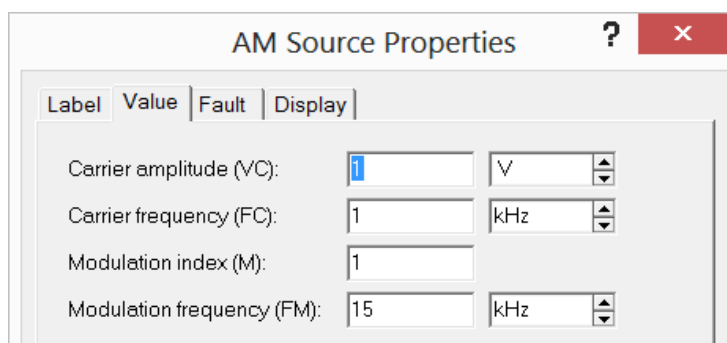 AM Source Properties ? ×
Label Value Fault Display
Carrier amplitude (VC): 1 V
Carrier frequency (FC): 1 kHz
Modulation index (M): 1
Modulation frequency (FM): 15 kHz